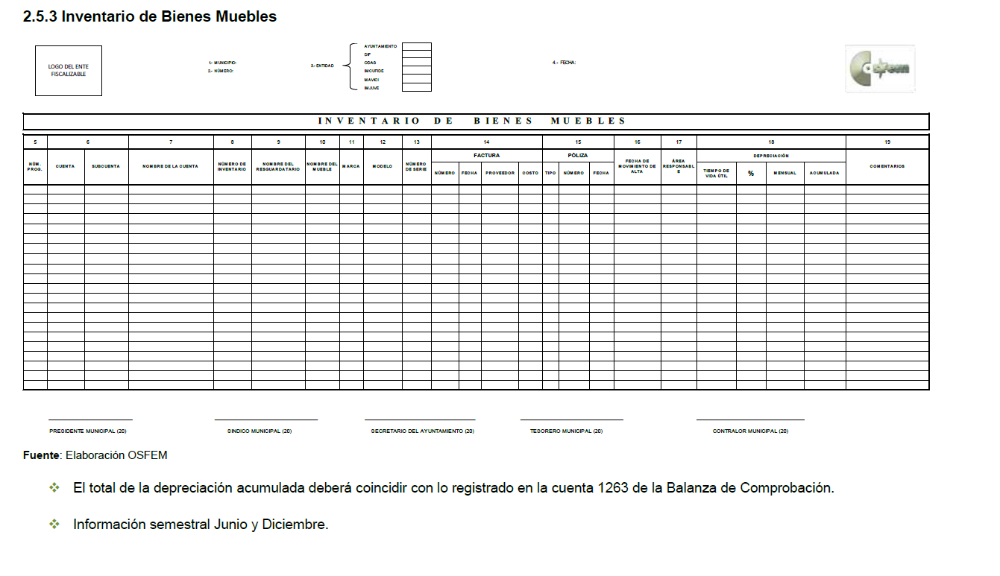 2.5.3 Inventario de Bienes Muebles
LOGO DEL ENTE
FISCALIZABLE
1.- MUNICIPIO:
2.- NÚMERO:
3.- ENTIDAD
AYUNTAMIENTO
DIF
ODAS
IMCUFIDE
MAVICI
IMJUVE
4.- FECHA:
osfem
INVENTARIO DE BIENES MUEBLES
5 6 7 8 9 10 11 12 13 14 15 16 17 18 19
NÚM. PROG.
CUENTA
SUBCUENTA
NOMBRE DE LA CUENTA
NÚMERO DE INVENTARIO
NOMBRE DEL RESGUARDATARIO
NOMBRE DEL MUEBLE
MARCA
MODELO
NÚMERO DE SERIE
FACTURA
NÚMERO FECHA PROVEEDOR COSTO
PÓLIZA
TIPO NÚMERO FECHA
FECHA DE MOVIMIENTO DE ALTA
ÁREA RESPONSABL E
DEPRECIACIÓN
TIEMPO DE VIDA ÚTIL
%
MENSUAL
ACUMULADA
COMENTARIOS
PRESIDENTE MUNICIPAL (20)
SINDICO MUNICIPAL (20)
SECRETARIO DEL AYUNTAMIENTO (20)
TESORERO MUNICIPAL (20)
CONTRALOR MUNICIPAL (20)
Fuente: Elaboración OSFEM
El total de la depreciación acumulada deberá coincidir con lo registrado en la cuenta 1263 de la Balanza de Comprobación.
Información semestral Junio y Diciembre.